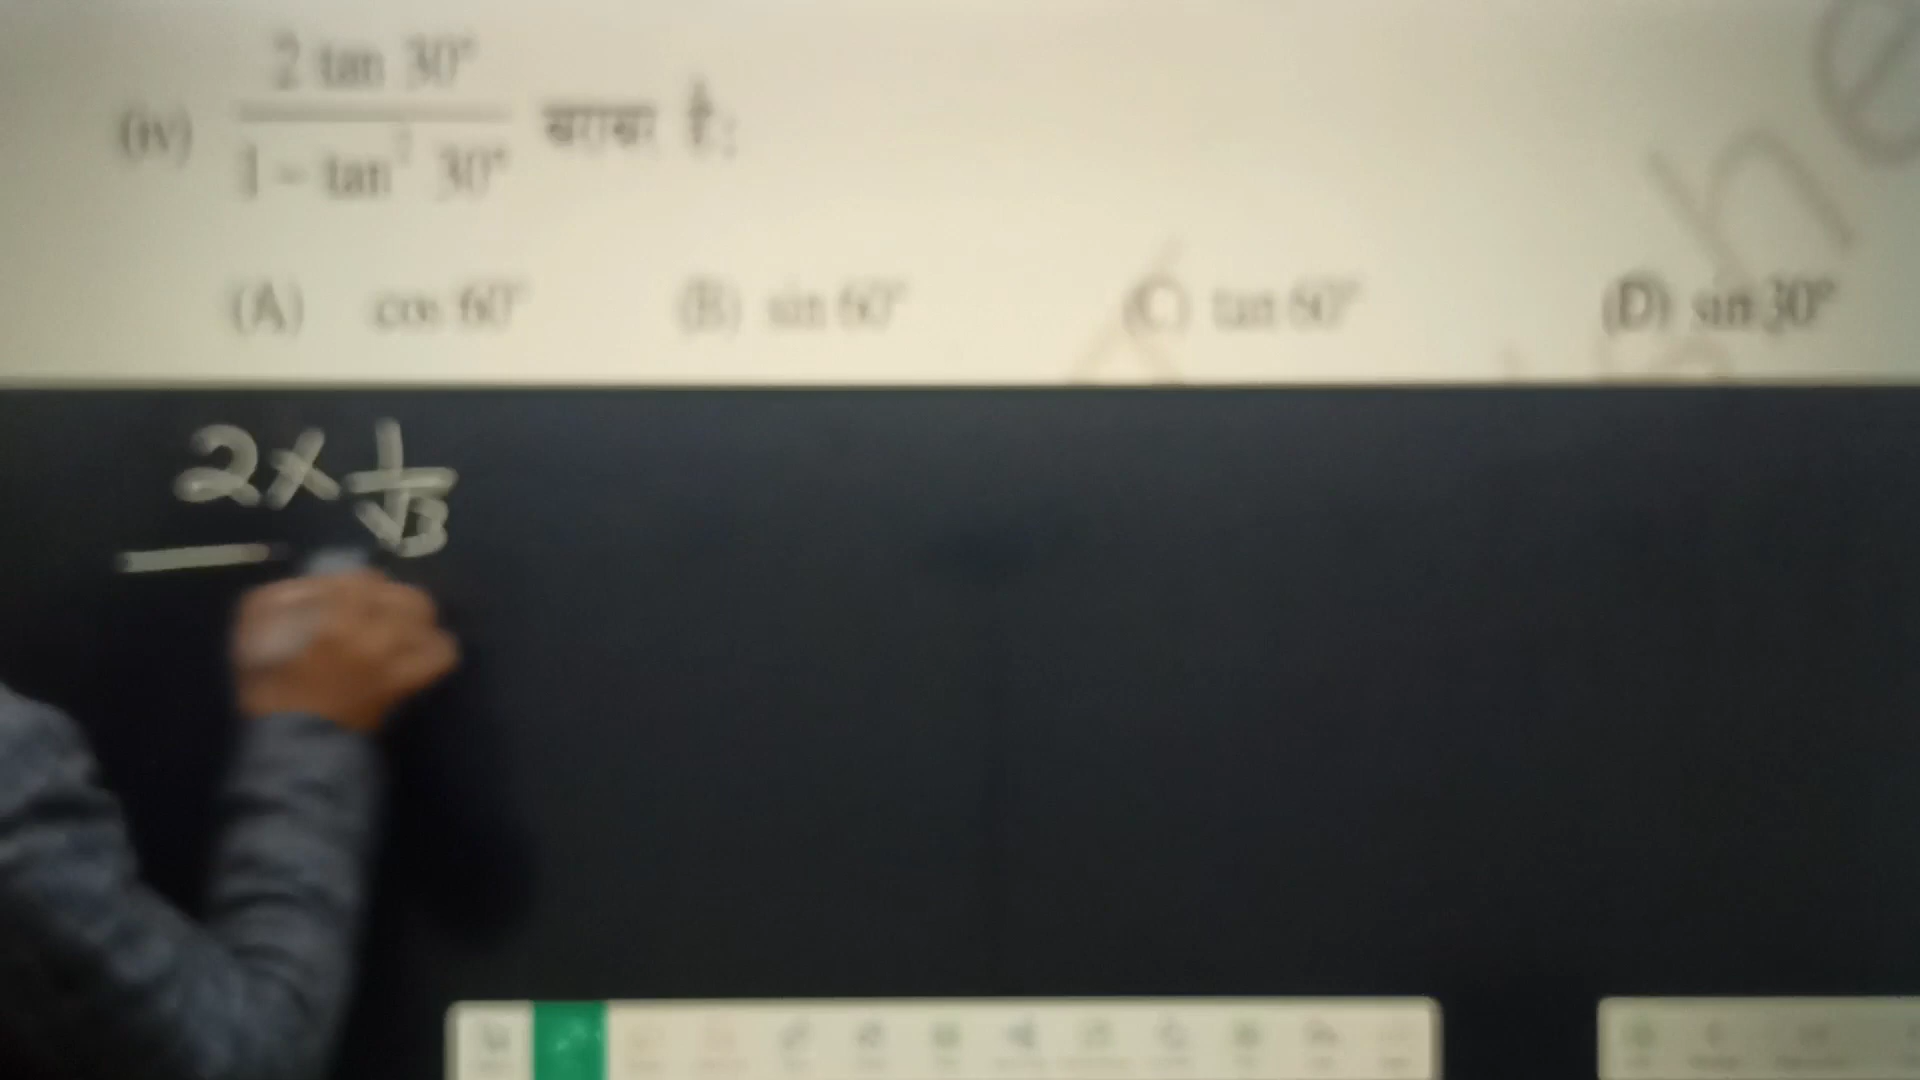 (iv) 2 tan 30° / 1 - tan² 30° बराबर है:
(A) cos 60° (B) sin 60° (C) tan 60° (D) sin 30°
2 × 1/√3